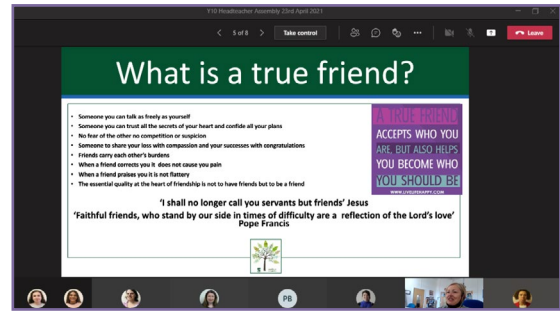 Y10 Headteacher Assembly 23rd April 2021
5 of 8
Take control
Leave
What is a true friend?
• Someone you can talk as freely as yourself
• Someone you can trust all the secrets of your heart and confide all your plans
• No fear of the other no competition or suspicion
• Someone to share your loss with compassion and your successes with congratulations
• Friends carry each other's burdens
• When a friend corrects you it does not cause you pain
• When a friend praises you it is not flattery
• The essential quality at the heart of friendship is not to have friends but to be a friend
A TRUE FRIEND
ACCEPTS WHO YOU
ARE, BUT ALSO HELPS
YOU BECOME WHO
YOU SHOULD BE
WWW.LIVELIFEHAPPY.COM
'I shall no longer call you servants but friends' Jesus
'Faithful friends, who stand by our side in times of difficulty are a reflection of the Lord's love'
Pope Francis
PB